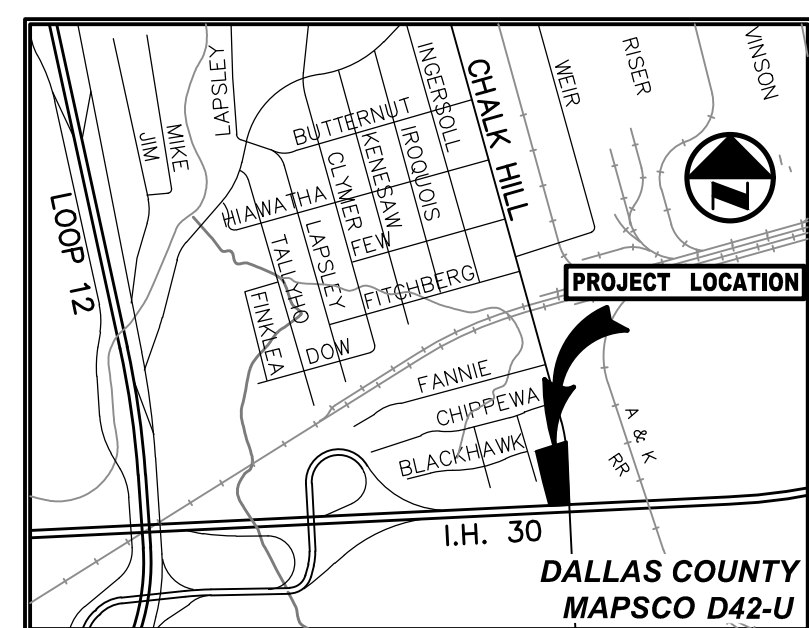 VINSON
RISER
WEIR
CHALK HILL
INGERSOLL
LAPSLEY
MIKE
JIM
BUTTERNUT
IROQUOIS
KENESAW
CLYMER
HIAWATHA
LOOP 12
N
LAPSLEY
FEW
TALLYHO
FITCHBERG
FINKLEA
DOW
PROJECT LOCATION
FANNIE
CHIPPEWA
BLACKHAWK
A & K
RR
I.H. 30
DALLAS COUNTY
MAPSCO D42-U